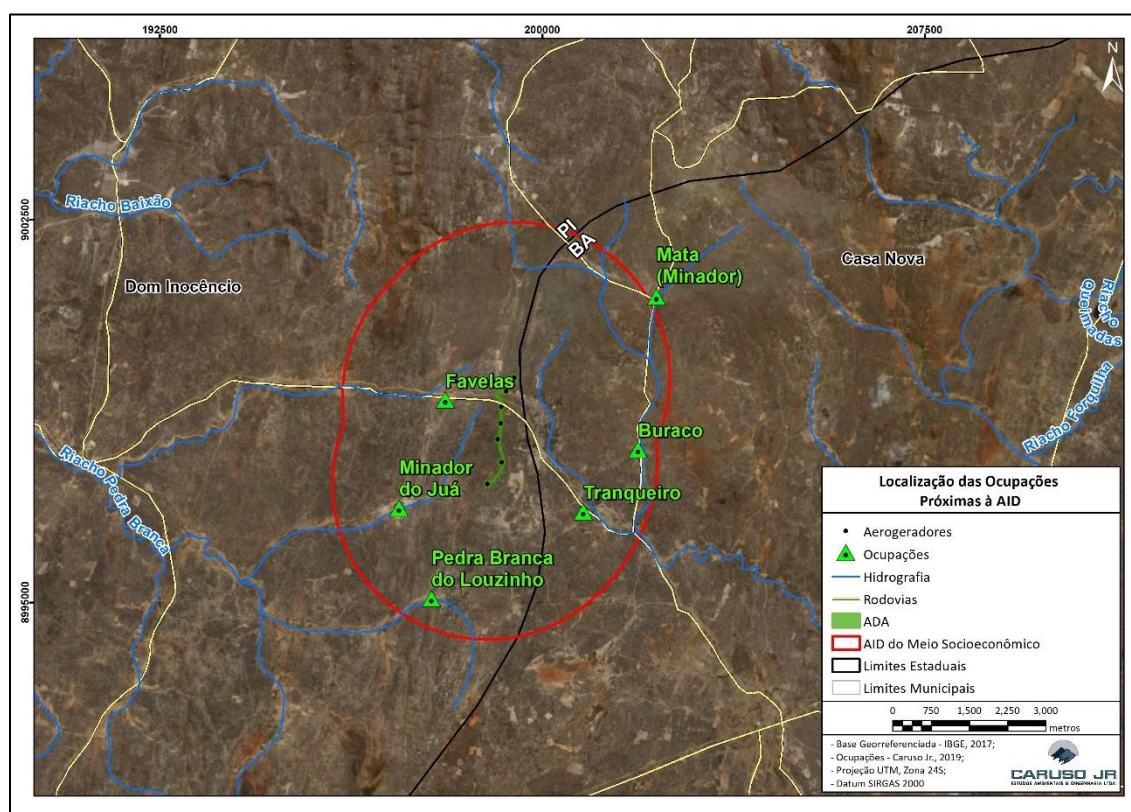 192500
200000
207500
N
9002500
8995000
PI
BA
Riacho Baixão
Dom Inocêncio
Mata
(Minador)
Casa Nova
Riacho
Queimadas
Favelas
Riacho Forquilha
Buraco
Minador
do Juá
Riacho Pedra Branca
Tranqueiro
Pedra Branca
do Louzinho
Localização das Ocupações
Próximas à AID
Aerogeradores
Ocupações
Hidrografia
Rodovias
ADA
AID do Meio Socioeconômico
Limites Estaduais
Limites Municipais
0 750 1,500 2,250 3,000
metros
- Base Georreferenciada - IBGE, 2017;
- Ocupações - Caruso Jr., 2019;
- Projeção UTM, Zona 24S;
- Datum SIRGAS 2000
CARUSO JR
ESTUDOS AMBIENTAIS & ENGENHARIA LTDA